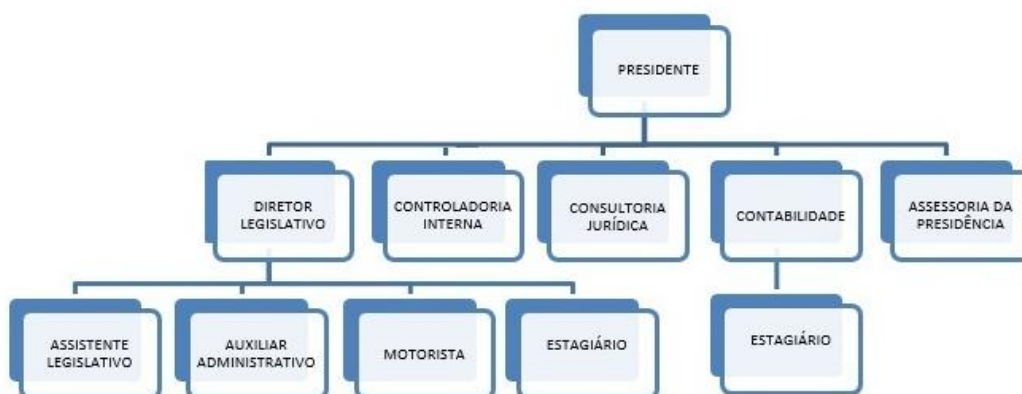 PRESIDENTE
DIRETOR
LEGISLATIVO
CONTROLADORIA
INTERNA
CONSULTORIA
JURÍDICA
CONTABILIDADE
ASSESSORIA DA
PRESIDÊNCIA
ASSISTENTE
LEGISLATIVO
AUXILIAR
ADMINISTRATIVO
MOTORISTA
ESTAGIÁRIO
ESTAGIÁRIO